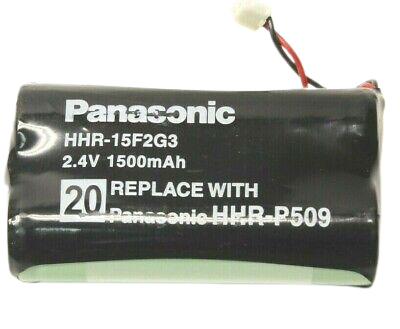 Panasonic
HHR-15F2G3
2.4V 1500mAh
20 REPLACE WITH
Panasonic HHR-P509